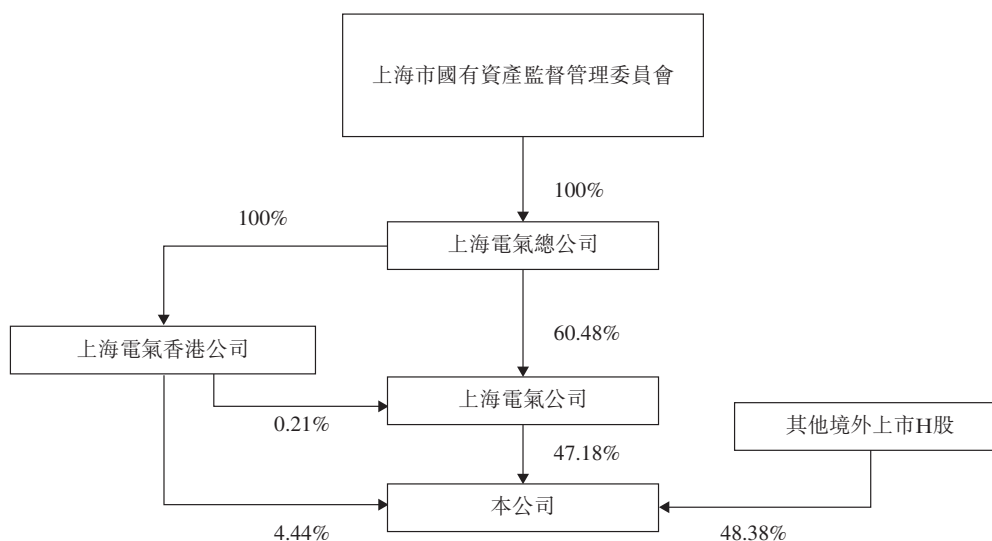 上海市國有資產監督管理委員會
100%
100%
上海電氣總公司
60.48%
上海電氣香港公司
上海電氣公司
0.21%
其他境外上市H股
47.18%
本公司
4.44%
48.38%